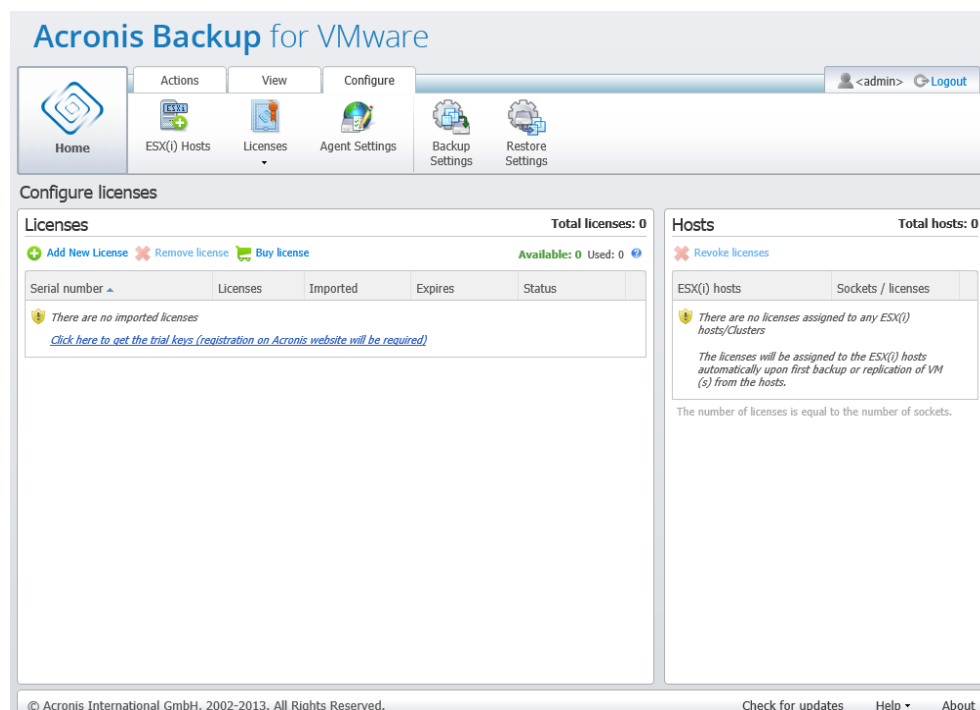 Acronis Backup for VMware
Actions View Configure
<admin> Logout
Home
ESXi
ESX(i) Hosts
Licenses
Agent Settings
Backup
Settings
Restore
Settings
Configure licenses
Licenses Total licenses: 0
Add New License Remove license Buy license Available: 0 Used: 0 ?
Serial number Licenses Imported Expires Status
There are no imported licenses
Click here to get the trial keys (registration on Acronis website will be required)
Hosts Total hosts: 0
Revoke licenses
ESX(i) hosts Sockets / licenses
There are no licenses assigned to any ESX(i)
hosts/Clusters
The licenses will be assigned to the ESX(i) hosts
automatically upon first backup or replication of VM
(s) from the hosts.
The number of licenses is equal to the number of sockets.
© Acronis International GmbH, 2002-2013. All Rights Reserved. Check for updates Help About